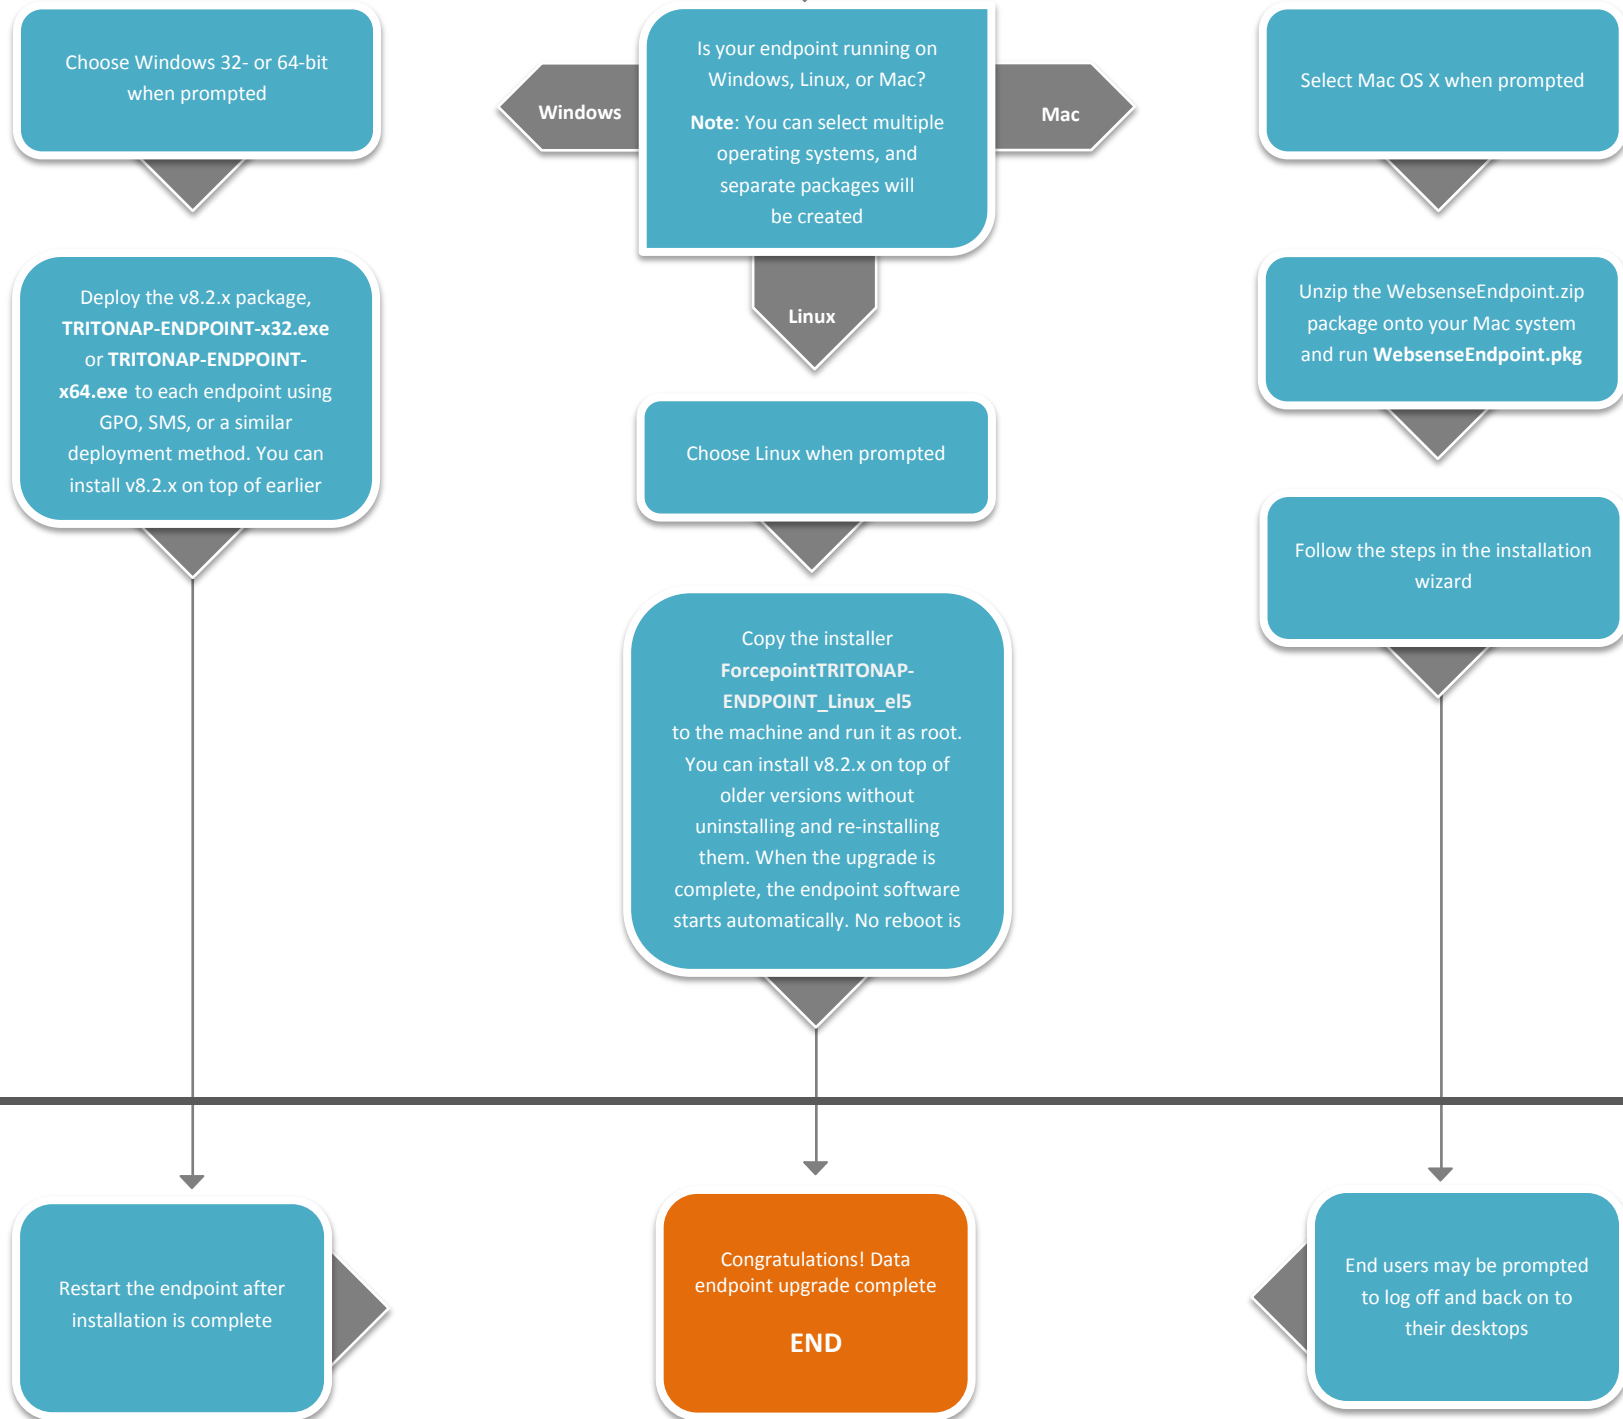 Choose Windows 32- or 64-bit
when prompted
Deploy the v8.2.x package,
TRITONAP-ENDPOINT-x32.exe
or TRITONAP-ENDPOINT-
x64.exe to each endpoint using
GPO, SMS, or a similar
deployment method. You can
install v8.2.x on top of earlier
Windows
Is your endpoint running on
Windows, Linux, or Mac?
Note: You can select multiple
operating systems, and
separate packages will
be created
Mac
Linux
Choose Linux when prompted
Copy the installer
ForcepointTRITONAP-
ENDPOINT_Linux_el5
to the machine and run it as root.
You can install v8.2.x on top of
older versions without
uninstalling and re-installing
them. When the upgrade is
complete, the endpoint software
starts automatically. No reboot is
Select Mac OS X when prompted
Unzip the WebsenseEndpoint.zip
package onto your Mac system
and run WebsenseEndpoint.pkg
Follow the steps in the installation
wizard
Restart the endpoint after
installation is complete
Congratulations! Data
endpoint upgrade complete
END
End users may be prompted
to log off and back on to
their desktops